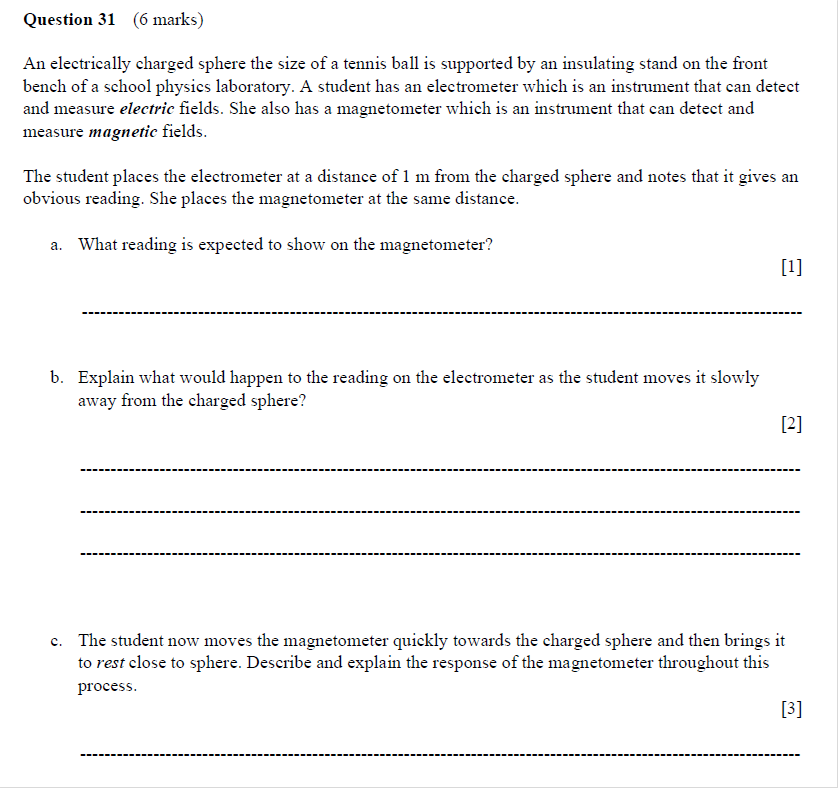 Question 31 (6 marks)
An electrically charged sphere the size of a tennis ball is supported by an insulating stand on the front
bench of a school physics laboratory. A student has an electrometer which is an instrument that can detect
and measure electric fields. She also has a magnetometer which is an instrument that can detect and
measure magnetic fields.
The student places the electrometer at a distance of 1 m from the charged sphere and notes that it gives an
obvious reading. She places the magnetometer at the same distance.
a. What reading is expected to show on the magnetometer?
[1]
b. Explain what would happen to the reading on the electrometer as the student moves it slowly
away from the charged sphere?
[2]
c. The student now moves the magnetometer quickly towards the charged sphere and then brings it
to rest close to sphere. Describe and explain the response of the magnetometer throughout this
process.
[3]